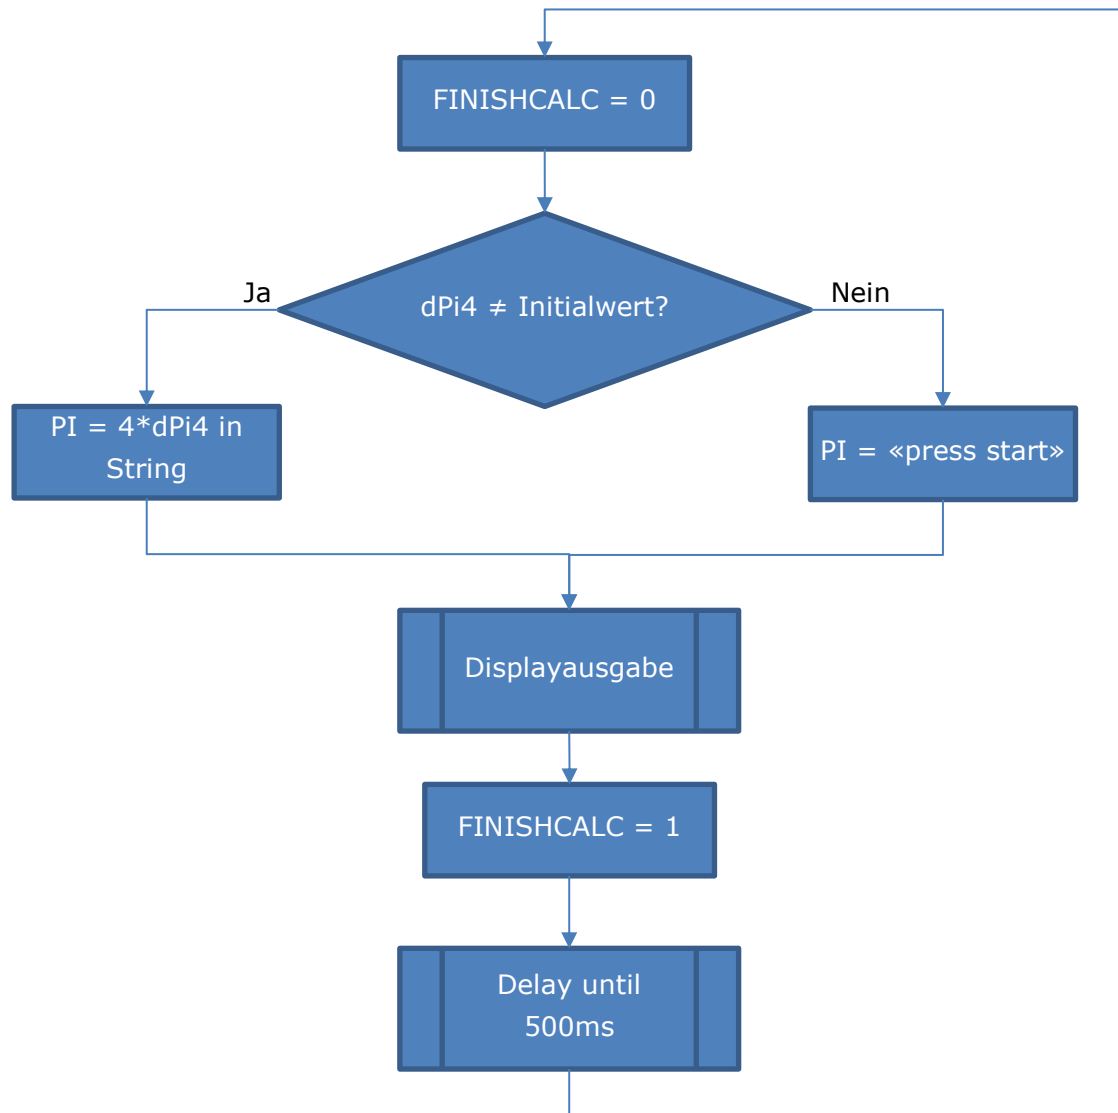 FINISHCALC = 0
dPi4 ≠ Initialwert?
Ja
Nein
PI = 4*dPi4 in
String
PI = «press start»
Displayausgabe
FINISHCALC = 1
Delay until
500ms